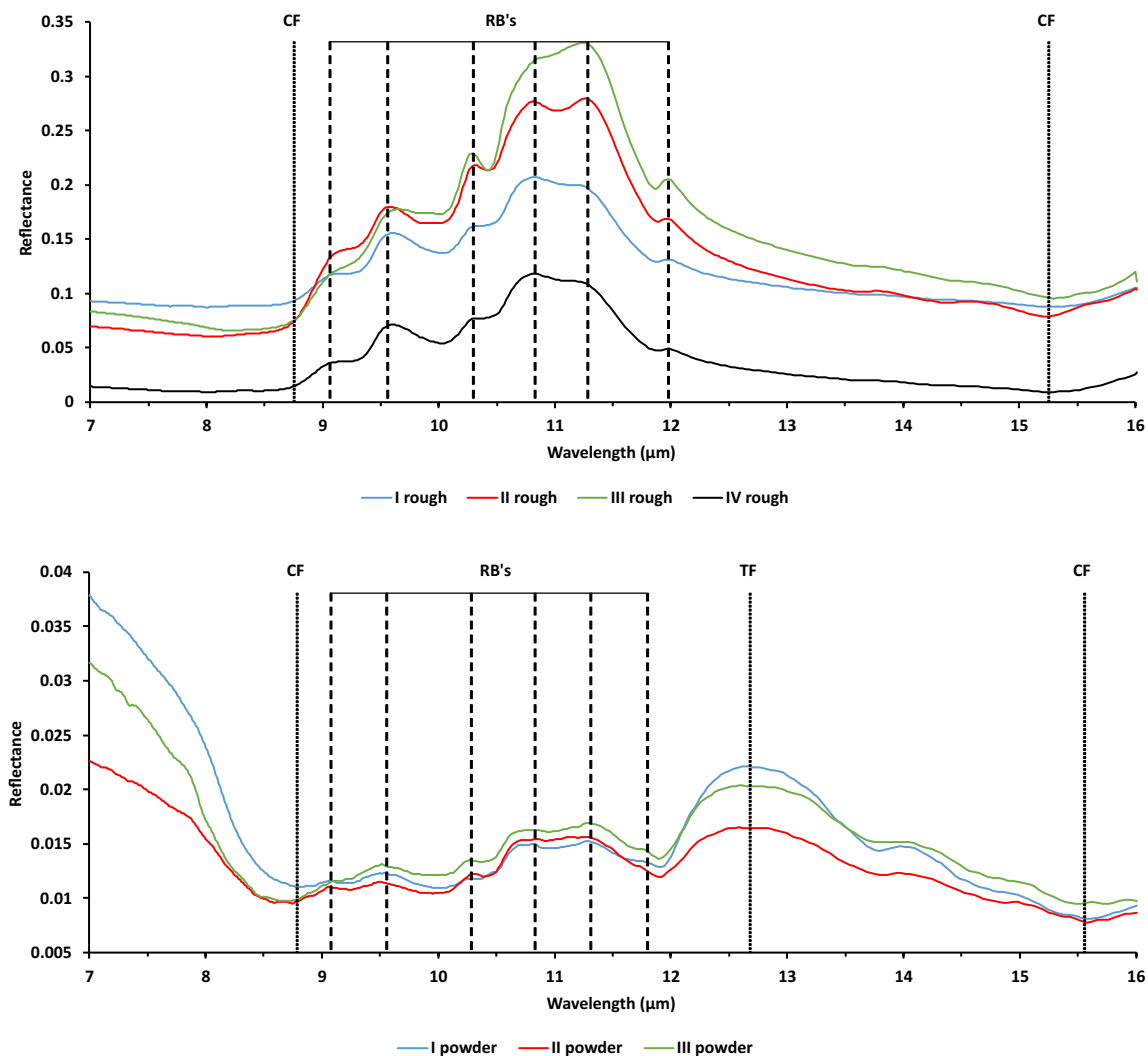 CF RB's CF
0.35
0.3
0.25
0.2
0.15
0.1
0.05
0
Reflectance
7 8 9 10 11 12 13 14 15 16
Wavelength (µm)
I rough II rough III rough IV rough
CF RB's TF CF
0.04
0.035
0.03
0.025
0.02
0.015
0.01
0.005
Reflectance
7 8 9 10 11 12 13 14 15 16
Wavelength (µm)
I powder II powder III powder